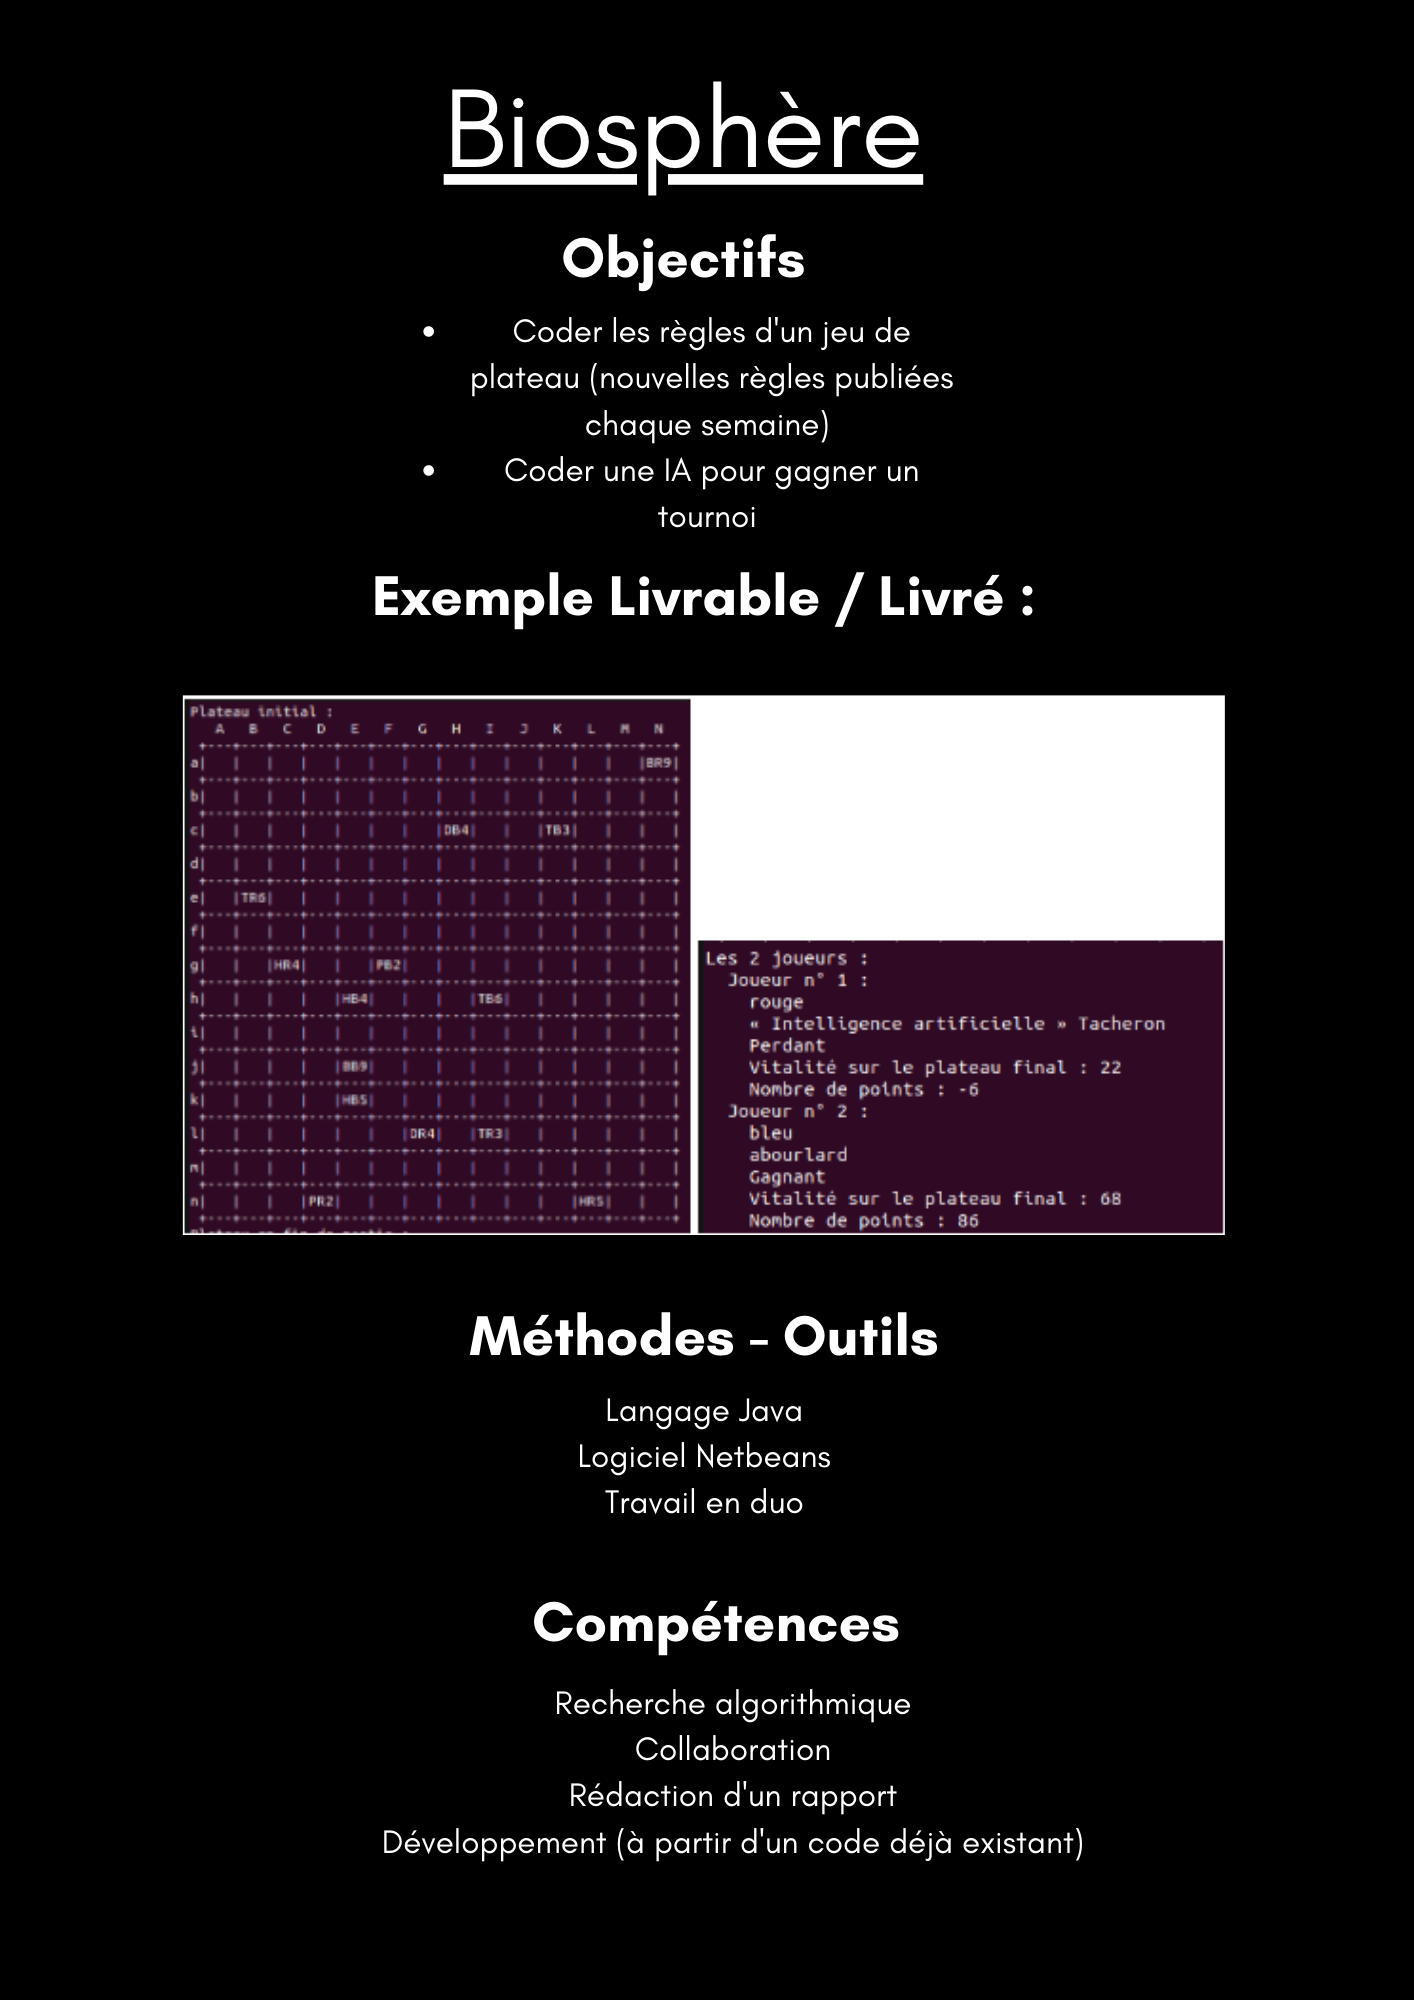 Biosphère
Objectifs
• Coder les règles d'un jeu de
plateau (nouvelles règles publiées
chaque semaine)
• Coder une IA pour gagner un
tournoi
Exemple Livrable / Livré :
Plateau initial :
A B C D E F G H I J K L M N
a| | | | | | | | | | | | | |BR9|
b| | | | | | | | | | | | | | |
c| | | | | | | |DB4| | |TB3| | | |
d| | | | | | | | | | | | | | |
e| |TR6| | | | | | | | | | | | |
f| | | | | | | | | | | | | | |
g| | |HR4| | |PB2| | | | | | | | |
h| | | | |HB4| | | |TB6| | | | | |
i| | | | | | | | | | | | | | |
j| | | | |BB9| | | | | | | | | |
k| | | | |HB5| | | | | | | | | |
l| | | | | | |DR4| |TR3| | | | | |
m| | | | | | | | | | | | | | |
n| | | |PR2| | | | | | | |HR5| | |
Les 2 joueurs :
Joueur n° 1 :
rouge
« Intelligence artificielle » Tacheron
Perdant
Vitalité sur le plateau final : 22
Nombre de points : -6
Joueur n° 2 :
bleu
abourlard
Gagnant
Vitalité sur le plateau final : 68
Nombre de points : 86
Méthodes - Outils
Langage Java
Logiciel Netbeans
Travail en duo
Compétences
Recherche algorithmique
Collaboration
Rédaction d'un rapport
Développement (à partir d'un code déjà existant)